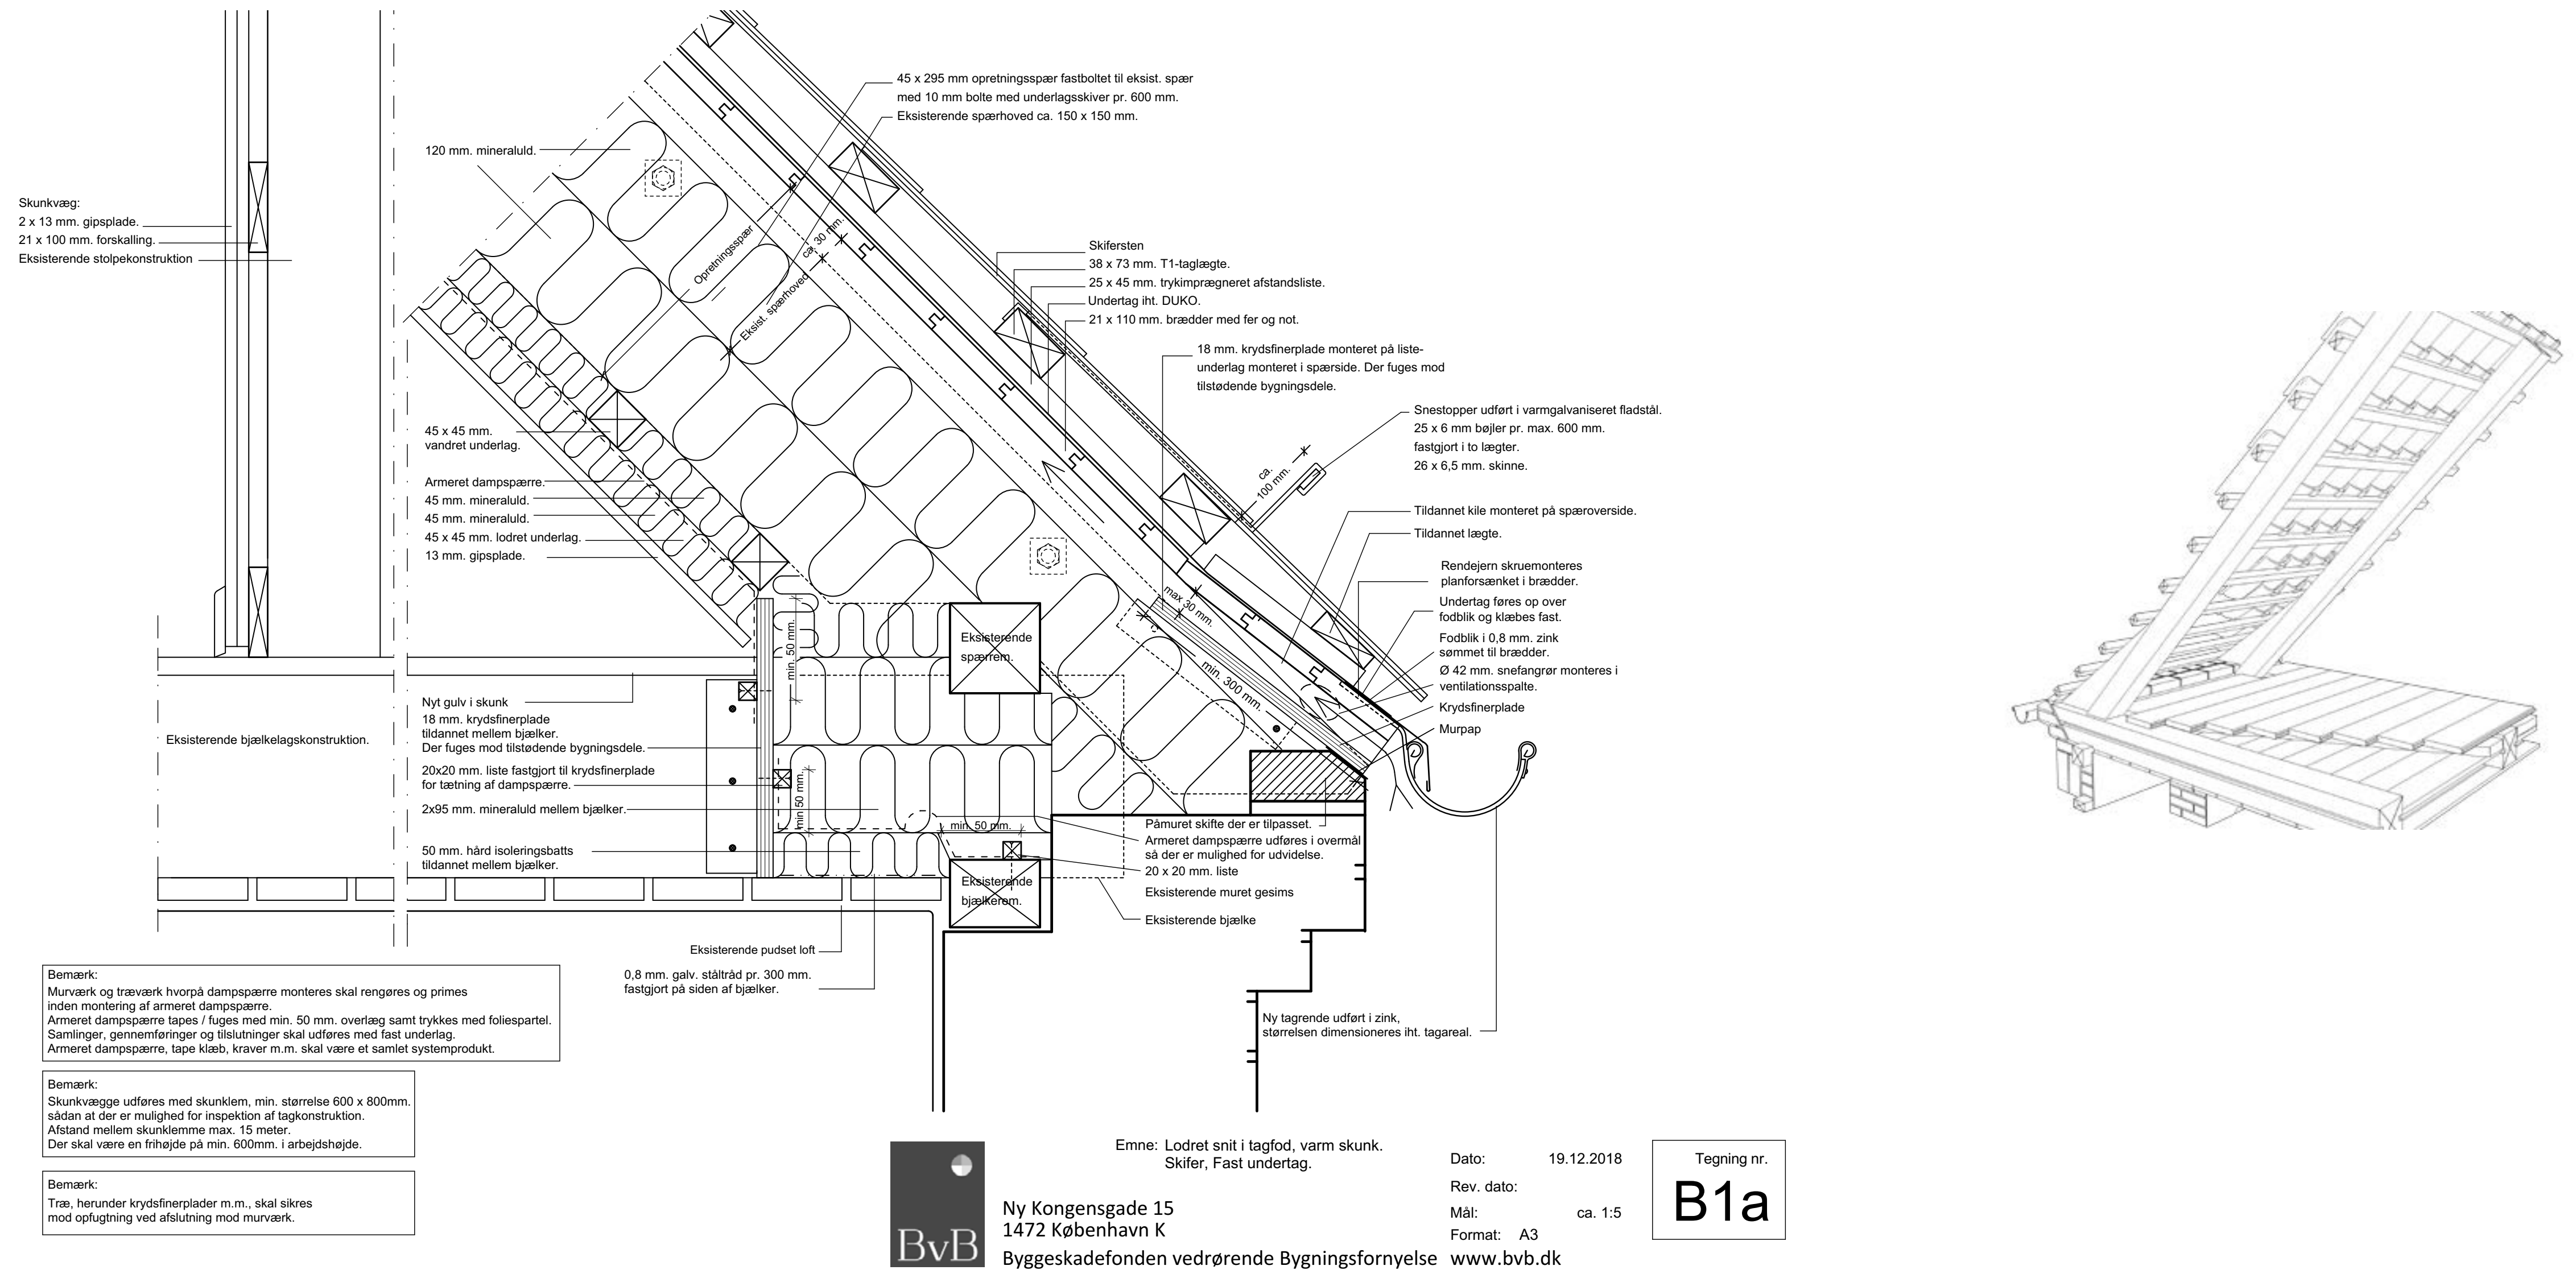 45 x 295 mm opretningsspær fastboltet til eksist. spær
med 10 mm bolte med underlagsskiver pr. 600 mm.
Eksisterende spærhoved ca. 150 x 150 mm.
120 mm. mineraluld.
Skunkvæg:
2 x 13 mm. gipsplade.
21 x 100 mm. forskalling.
Eksisterende stolpekonstruktion
Opretningsspær
ca. 30 mm.
Eksist. spærhoved
Skifersten
38 x 73 mm. T1-taglægte.
25 x 45 mm. trykimprægneret afstandsliste.
Undertag iht. DUKO.
21 x 110 mm. brædder med fer og not.
18 mm. krydsfinerplade monteret på liste-
underlag monteret i spærside. Der fuges mod
tilstødende bygningsdele.
Snestopper udført i varmgalvaniseret fladstål.
25 x 6 mm bøjler pr. max. 600 mm.
fastgjort i to lægter.
26 x 6,5 mm. skinne.
ca.
100 mm.
45 x 45 mm.
vandret underlag.
Armeret dampspærre.
45 mm. mineraluld.
45 mm. mineraluld.
45 x 45 mm. lodret underlag.
13 mm. gipsplade.
Tildannet kile monteret på spæroverside.
Tildannet lægte.
Rendejern skruemonteres
planforsænket i brædder.
Undertag føres op over
fodblik og klæbes fast.
Fodblik i 0,8 mm. zink
sømmet til brædder.
Ø 42 mm. snefangrør monteres i
ventilationsspalte.
Krydsfinerplade
Murpap
max 30 mm.
min. 300 mm.
min. 50 mm.
Eksisterende
spærrem.
Nyt gulv i skunk
18 mm. krydsfinerplade
tildannet mellem bjælker.
Der fuges mod tilstødende bygningsdele.
Eksisterende bjælkelagskonstruktion.
20x20 mm. liste fastgjort til krydsfinerplade
for tætning af dampspærre.
min 50 mm.
2x95 mm. mineraluld mellem bjælker.
min. 50 mm.
50 mm. hård isoleringsbatts
tildannet mellem bjælker.
Eksisterende
bjælkerem.
Påmuret skifte der er tilpasset.
Armeret dampspærre udføres i overmål
så der er mulighed for udvidelse.
20 x 20 mm. liste
Eksisterende muret gesims
Eksisterende bjælke
Eksisterende pudset loft
0,8 mm. galv. ståltråd pr. 300 mm.
fastgjort på siden af bjælker.
Ny tagrende udført i zink,
størrelsen dimensioneres iht. tagareal.
Bemærk:
Murværk og træværk hvorpå dampspærre monteres skal rengøres og primes
inden montering af armeret dampspærre.
Armeret dampspærre tapes / fuges med min. 50 mm. overlæg samt trykkes med foliespartel.
Samlinger, gennemføringer og tilslutninger skal udføres med fast underlag.
Armeret dampspærre, tape klæb, kraver m.m. skal være et samlet systemprodukt.
Bemærk:
Skunkvægge udføres med skunklem, min. størrelse 600 x 800mm.
sådan at der er mulighed for inspektion af tagkonstruktion.
Afstand mellem skunklemme max. 15 meter.
Der skal være en frihøjde på min. 600mm. i arbejdshøjde.
Bemærk:
Træ, herunder krydsfinerplader m.m., skal sikres
mod opfugtning ved afslutning mod murværk.
BvB
Emne: Lodret snit i tagfod, varm skunk.
Skifer, Fast undertag.
Ny Kongensgade 15
1472 København K
Byggeskadefonden vedrørende Bygningsfornyelse www.bvb.dk
Dato: 19.12.2018
Rev. dato:
Mål: ca. 1:5
Format: A3
Tegning nr.
B1a